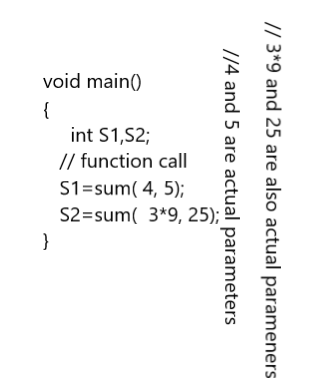 void main()
{
int S1,S2;
// function call
S1=sum( 4, 5);
S2=sum(  3*9, 25);
}
//4 and 5 are actual parameters
// 3*9 and 25 are also actual parameners